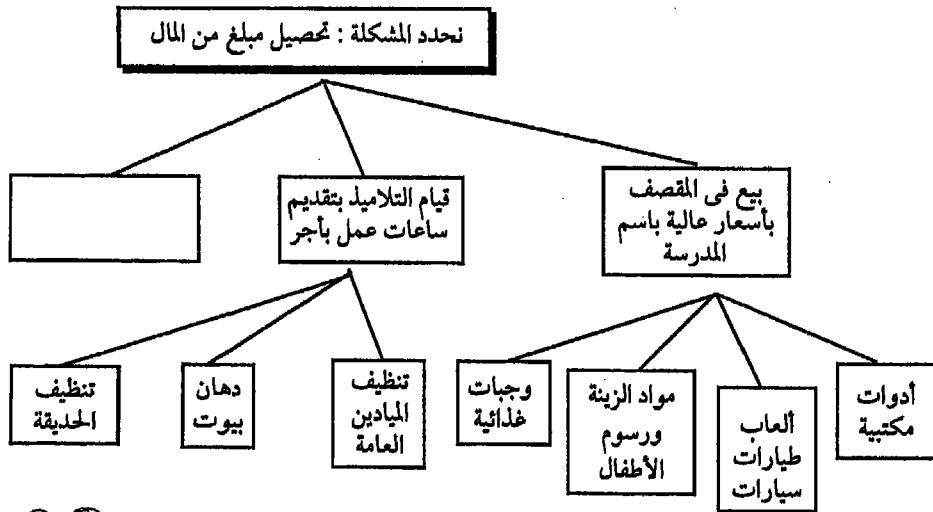 نحدد المشكلة : تحصيل مبلغ من المال
بيع فى المقصف
بأسعار عالية باسم
المدرسة
قيام التلاميذ بتقديم
ساعات عمل بأجر
أدوات
مكتبية
ألعاب
طيارات
سيارات
مواد الزينة
ورسوم
الأطفال
وجبات
غذائية
تنظيف
الميادين
العامة
دهان
بيوت
تنظيف
الحديقة